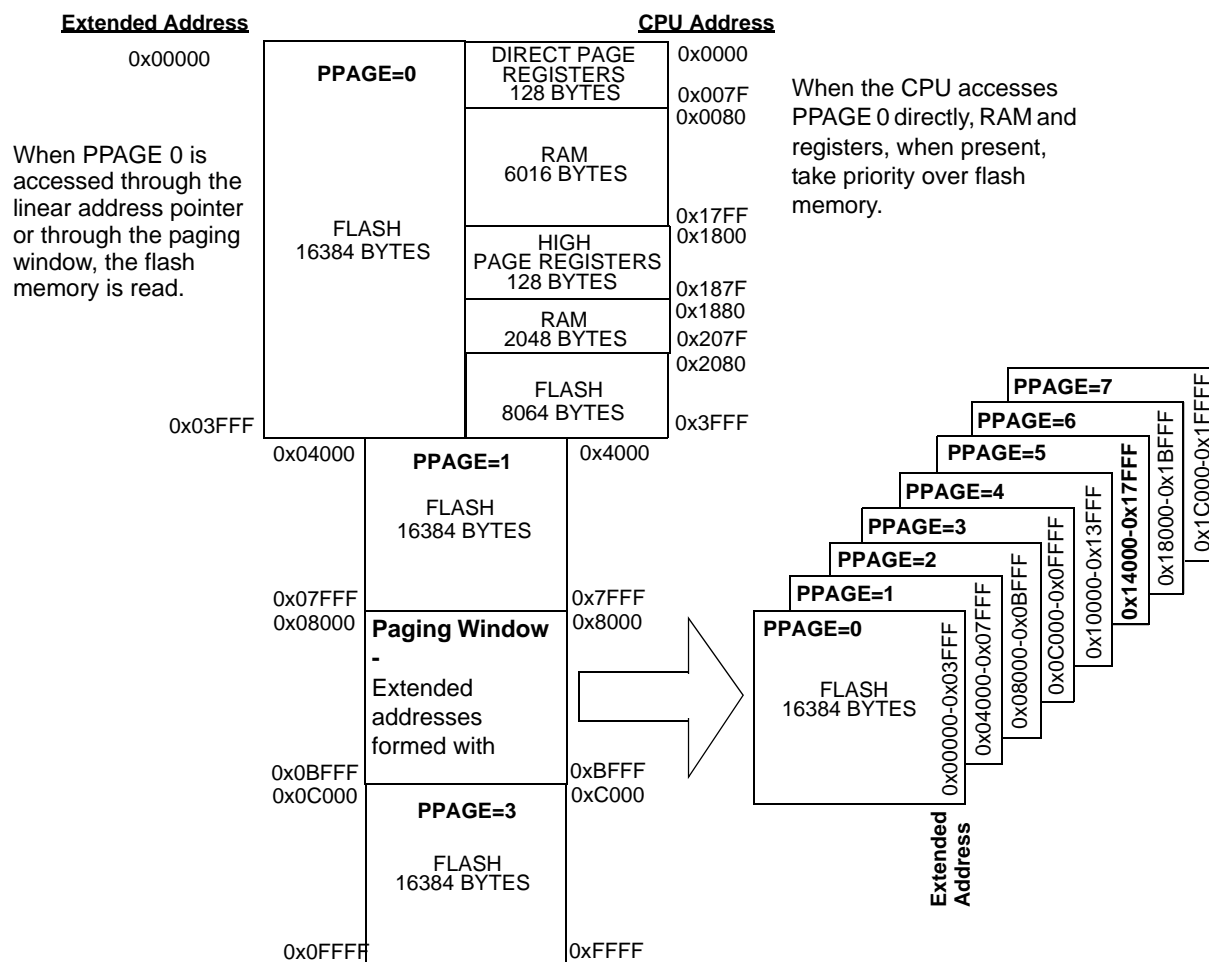 Extended Address
CPU Address
0x00000
PPAGE=0
DIRECT PAGE
REGISTERS
128 BYTES
0x0000
0x007F
0x0080
When the CPU accesses
PPAGE 0 directly, RAM and
registers, when present,
take priority over flash
memory.
When PPAGE 0 is
accessed through the
linear address pointer
or through the paging
window, the flash
memory is read.
RAM
6016 BYTES
FLASH
16384 BYTES
0x17FF
0x1800
HIGH
PAGE REGISTERS
128 BYTES
0x187F
0x1880
RAM
2048 BYTES
0x207F
0x2080
FLASH
8064 BYTES
0x03FFF
0x3FFF
0x04000
PPAGE=1
0x4000
FLASH
16384 BYTES
0x07FFF
0x7FFF
0x08000
Paging Window
0x8000
-
Extended
addresses
formed with
0x0BFFF
0xBFFF
0x0C000
0xC000
PPAGE=3
FLASH
16384 BYTES
0x0FFFF
0xFFFF
PPAGE=7
0x1C000-0x1FFFF
PPAGE=6
0x18000-0x1BFFF
PPAGE=5
0x14000-0x17FFF
PPAGE=4
0x10000-0x13FFF
PPAGE=3
0x0C000-0x0FFFF
PPAGE=2
0x08000-0x0BFFF
PPAGE=1
0x04000-0x07FFF
PPAGE=0
FLASH
16384 BYTES
0x00000-0x03FFF
Extended
Address